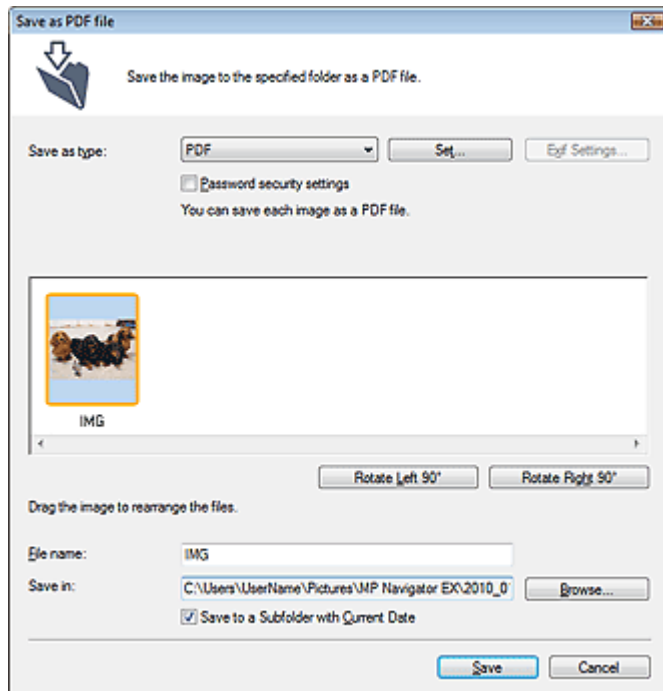 Save as PDF file
Save the image to the specified folder as a PDF file.
Save as type: PDF Set... Exif Settings...
Password security settings
You can save each image as a PDF file.
IMG
Rotate Left 90° Rotate Right 90°
Drag the image to rearrange the files.
File name: IMG
Save in: C:\Users\UserName\Pictures\MP Navigator EX\2010_0 Browse...
Save to a Subfolder with Current Date
Save Cancel